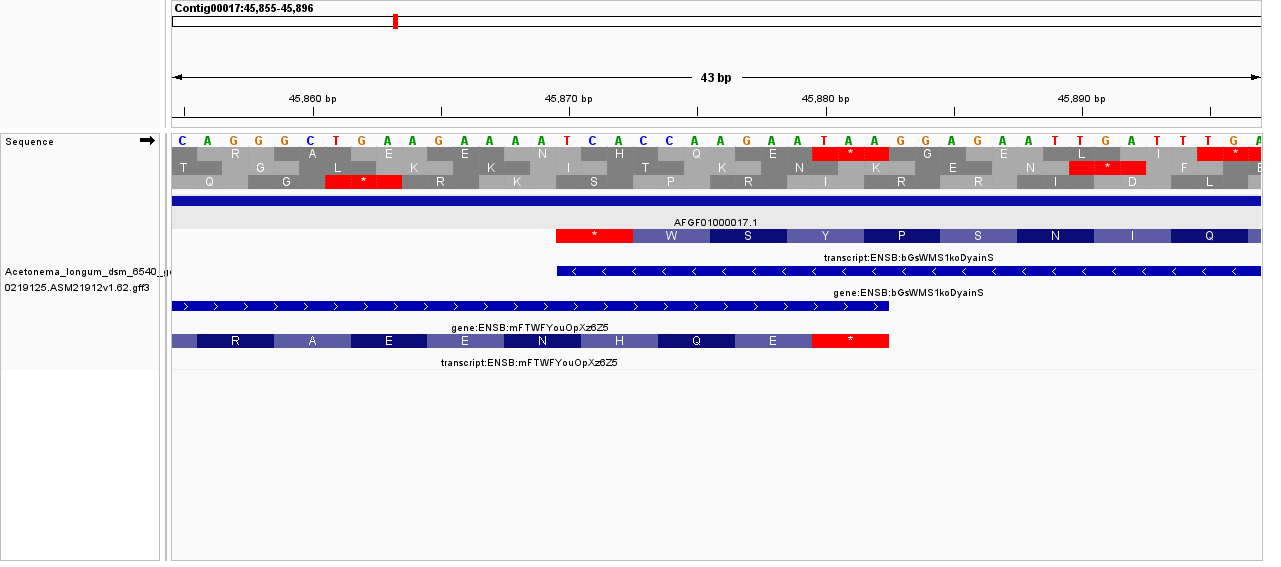 Contig00017:45,855-45,896
43 bp
45,860 bp 45,870 bp 45,880 bp 45,890 bp
Sequence
C A G G G C T G A A G A A A A T C A C C A A G A A T A A G G A G A A T T G A T T T G A
R A E E N H Q E * G E L I *
T G L K K I T K N K E N * F E
Q G * R K S P R I R R I D L
AFGF01000017.1
* W S Y P S N I Q
transcript:ENSB:bGsWMS1koDyainS
Acetonema_longum_dsm_6540_g
0219125.ASM21912v1.62.gff3
gene:ENSB:bGsWMS1koDyainS
gene:ENSB:mFTWFYouOpXz6Z5
R A E E N H Q E *
transcript:ENSB:mFTWFYouOpXz6Z5